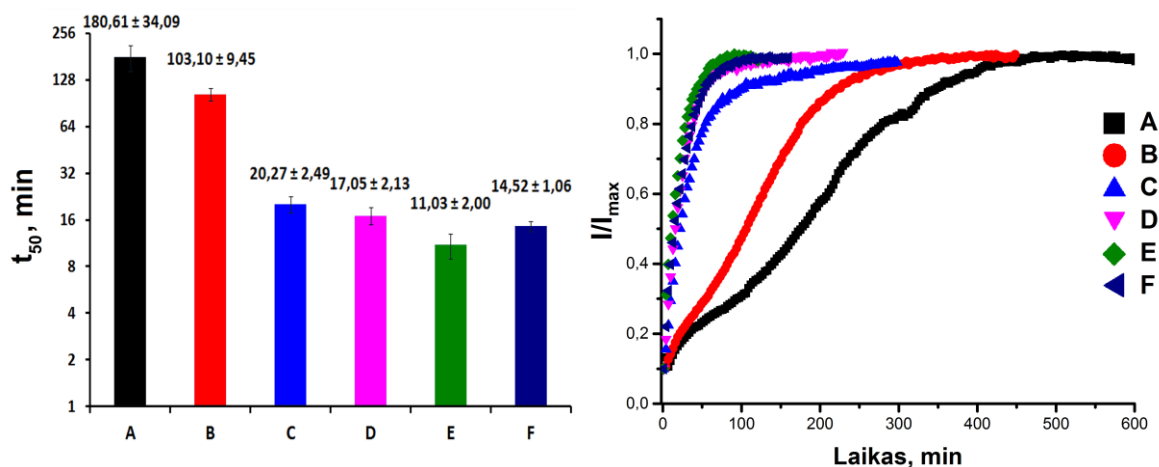 180,61 ± 34,09
103,10 ± 9,45
20,27 ± 2,49
17,05 ± 2,13
11,03 ± 2,00
14,52 ± 1,06
256
128
64
32
16
8
4
2
1
t50, min
A B C D E F
1,0
0,8
0,6
0,4
0,2
0,0
I/Imax
0 100 200 300 400 500 600
Laikas, min
A
B
C
D
E
F